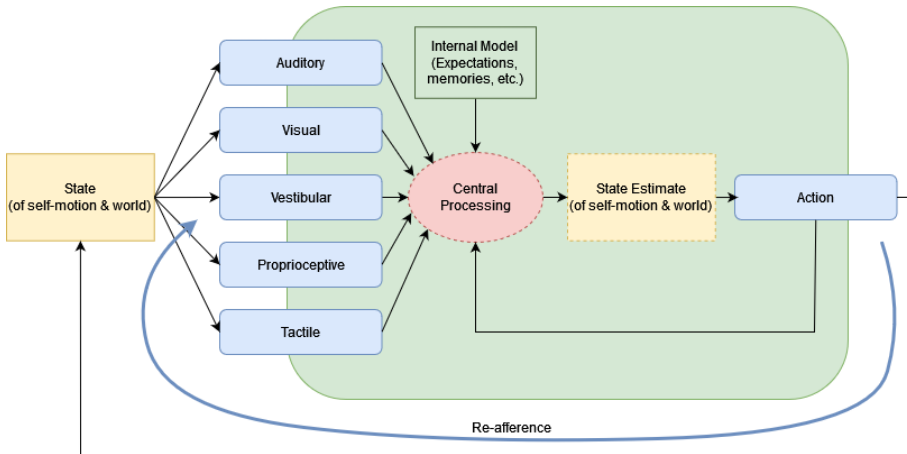 Auditory
Internal Model
(Expectations,
memories, etc.)
Visual
State
(of self-motion & world)
Vestibular
Central
Processing
State Estimate
(of self-motion & world)
Action
Proprioceptive
Tactile
Re-afference